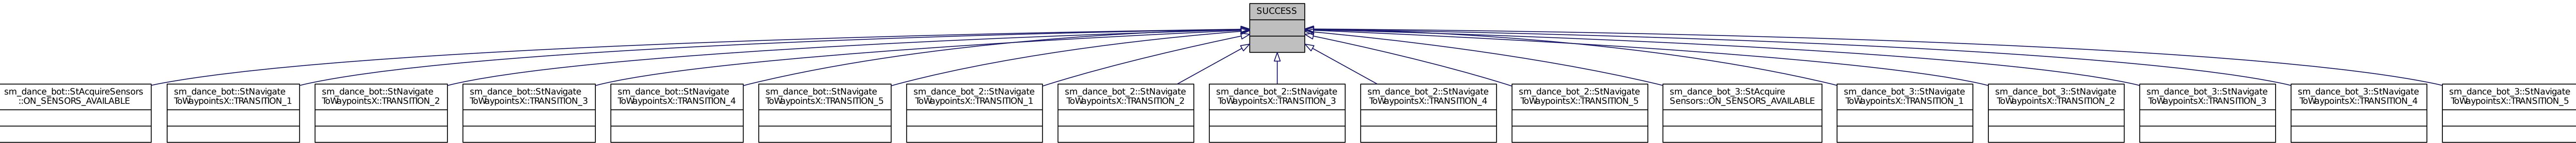 SUCCESS
sm_dance_bot::StAcquireSensors
::ON_SENSORS_AVAILABLE
sm_dance_bot::StNavigate
ToWaypointsX::TRANSITION_1
sm_dance_bot::StNavigate
ToWaypointsX::TRANSITION_2
sm_dance_bot::StNavigate
ToWaypointsX::TRANSITION_3
sm_dance_bot::StNavigate
ToWaypointsX::TRANSITION_4
sm_dance_bot::StNavigate
ToWaypointsX::TRANSITION_5
sm_dance_bot_2::StNavigate
ToWaypointsX::TRANSITION_1
sm_dance_bot_2::StNavigate
ToWaypointsX::TRANSITION_2
sm_dance_bot_2::StNavigate
ToWaypointsX::TRANSITION_3
sm_dance_bot_2::StNavigate
ToWaypointsX::TRANSITION_4
sm_dance_bot_2::StNavigate
ToWaypointsX::TRANSITION_5
sm_dance_bot_3::StAcquire
Sensors::ON_SENSORS_AVAILABLE
sm_dance_bot_3::StNavigate
ToWaypointsX::TRANSITION_1
sm_dance_bot_3::StNavigate
ToWaypointsX::TRANSITION_2
sm_dance_bot_3::StNavigate
ToWaypointsX::TRANSITION_3
sm_dance_bot_3::StNavigate
ToWaypointsX::TRANSITION_4
sm_dance_bot_3::StNavigate
ToWaypointsX::TRANSITION_5